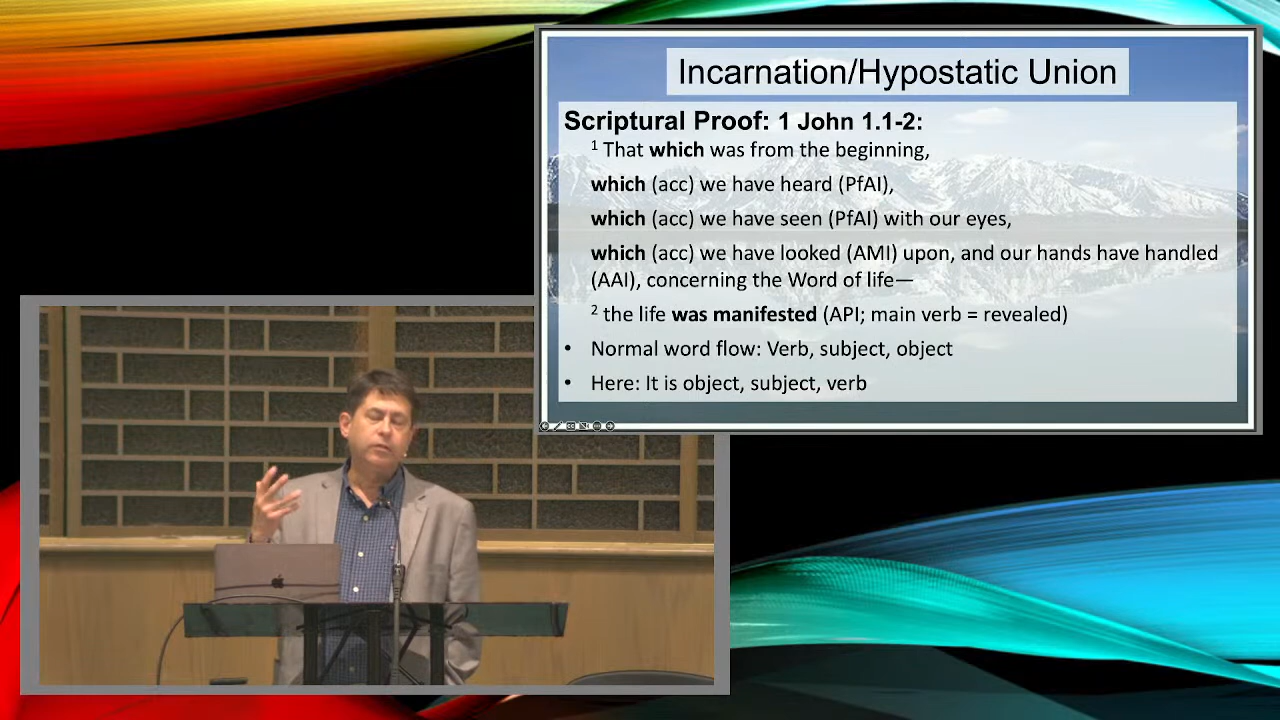 Incarnation/Hypostatic Union
Scriptural Proof: 1 John 1.1-2:
1 That which was from the beginning,
which (acc) we have heard (PfAI),
which (acc) we have seen (PfAI) with our eyes,
which (acc) we have looked (AMI) upon, and our hands have handled
(AAI), concerning the Word of life—
2 the life was manifested (API; main verb = revealed)
• Normal word flow: Verb, subject, object
• Here: It is object, subject, verb